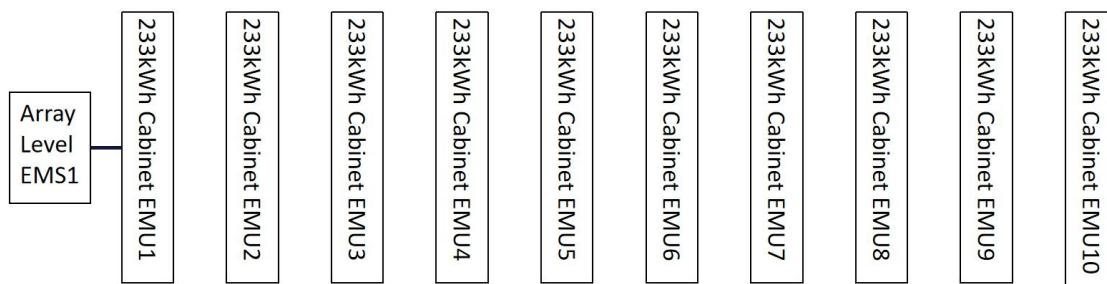 Array
Level
EMS1
233kWh Cabinet EMU1
233kWh Cabinet EMU2
233kWh Cabinet EMU3
233kWh Cabinet EMU4
233kWh Cabinet EMU5
233kWh Cabinet EMU6
233kWh Cabinet EMU7
233kWh Cabinet EMU8
233kWh Cabinet EMU9
233kWh Cabinet EMU10